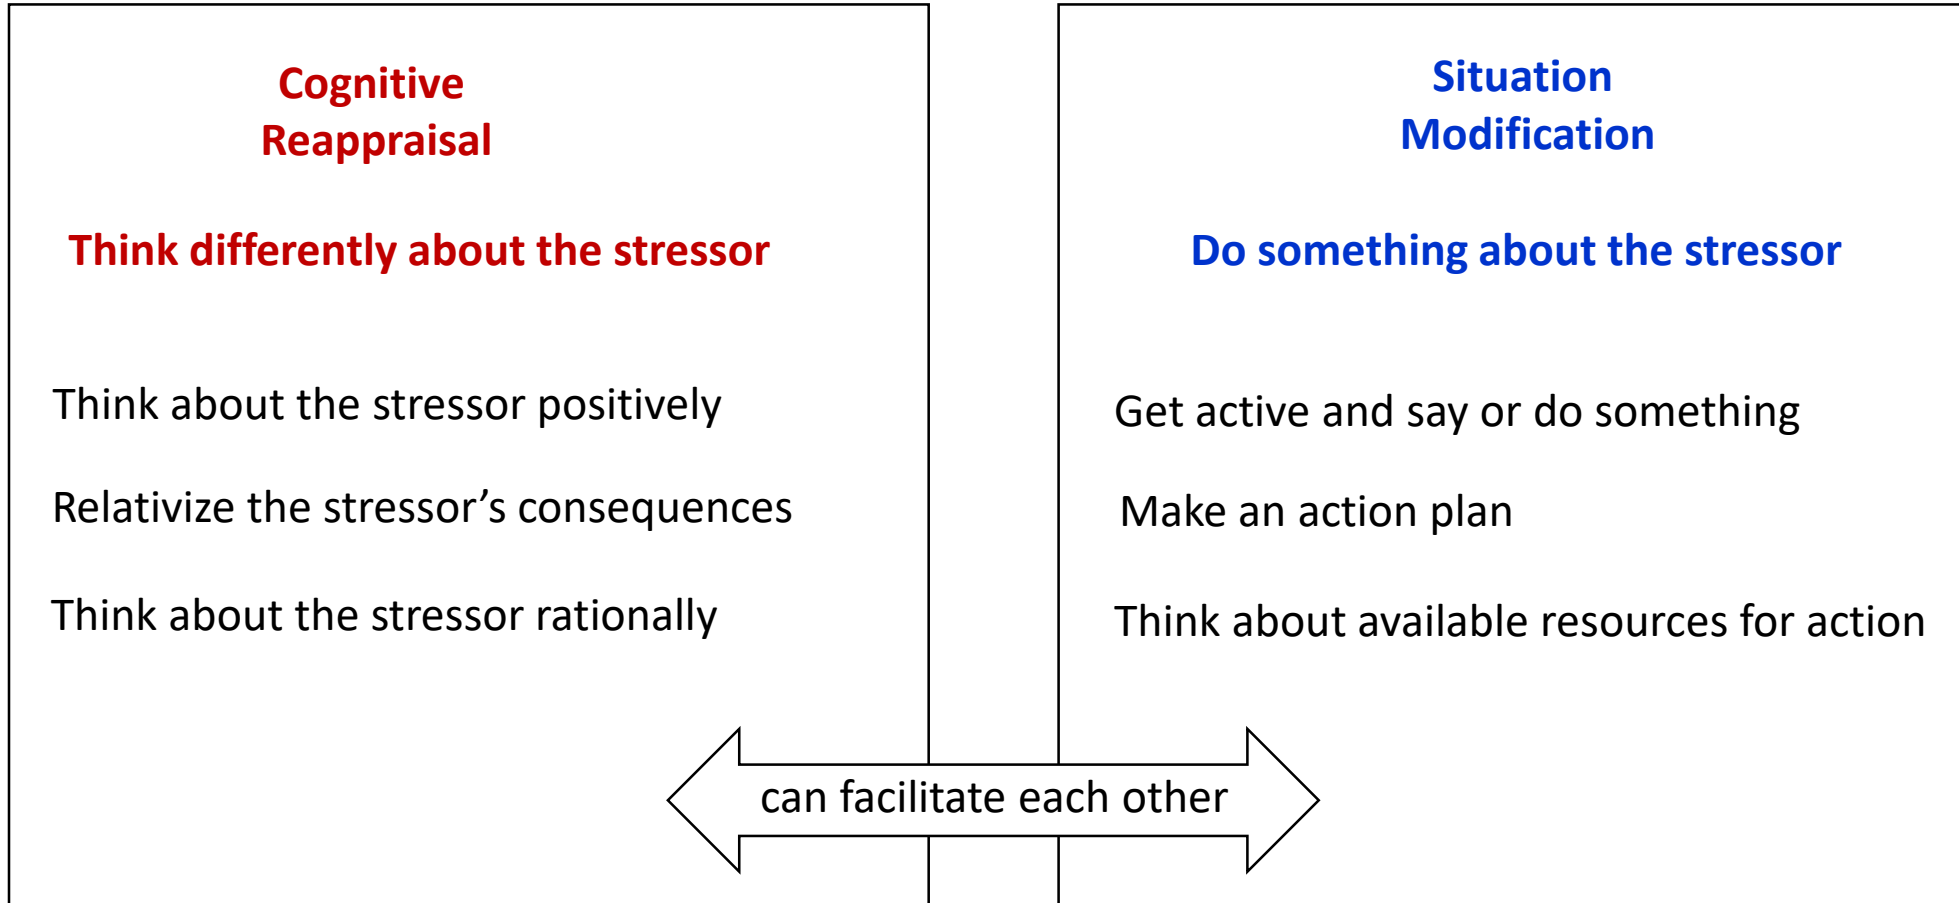 Cognitive
Reappraisal
Think differently about the stressor
Think about the stressor positively
Relativize the stressor’s consequences
Think about the stressor rationally
Situation
Modification
Do something about the stressor
Get active and say or do something
Make an action plan
Think about available resources for action
can facilitate each other